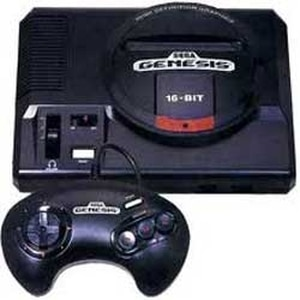 HIGH DEFINITION GRAPHICS
SEGA
GENESIS
16-BIT
SEGA
GENESIS